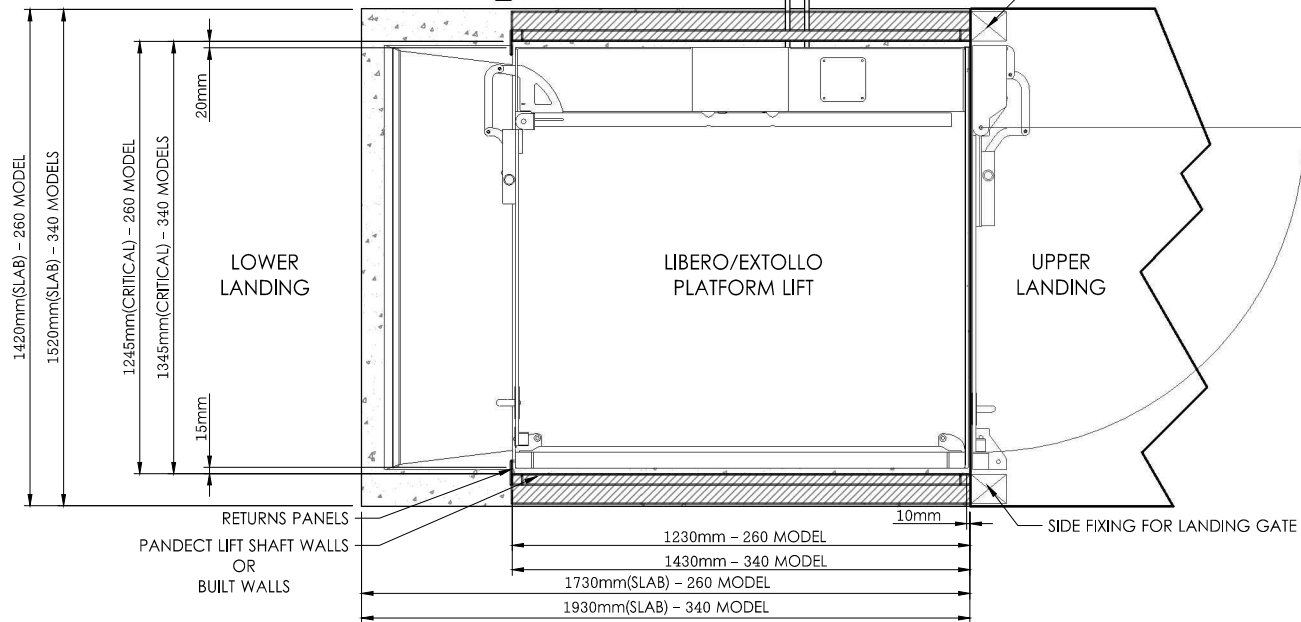 1420mm(SLAB) - 260 MODEL
1520mm(SLAB) - 340 MODELS
1245mm(CRITICAL) - 260 MODEL
1345mm(CRITICAL) - 340 MODELS
20mm
15mm
LOWER
LANDING
LIBERO/EXTOLLO
PLATFORM LIFT
UPPER
LANDING
RETURNS PANELS
PANDECT LIFT SHAFT WALLS
OR
BUILT WALLS
10mm
SIDE FIXING FOR LANDING GATE
1230mm - 260 MODEL
1430mm - 340 MODEL
1730mm(SLAB) - 260 MODEL
1930mm(SLAB) - 340 MODEL